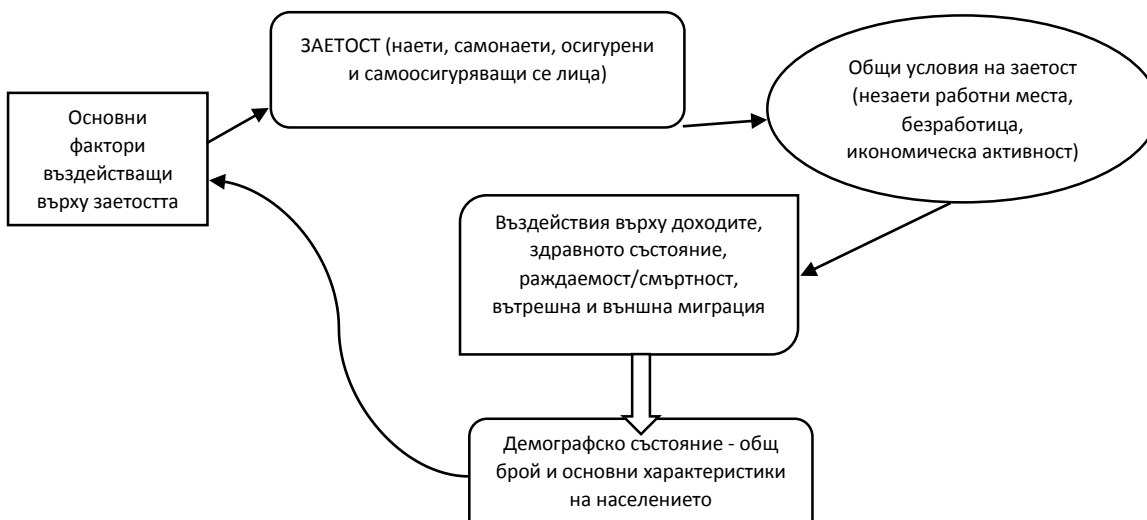 ЗАЕТОСТ (наети, самонаети, осигурени
и самоосигуряващи се лица)
Общи условия на заетост
(незаети работни места,
безработица,
икономическа активност)
Основни
фактори
въздействащи
върху заетостта
Въздействия върху доходите,
здравното състояние,
раждаемост/смъртност,
вътрешна и външна миграция
Демографско състояние - общ
брой и основни характеристики
на населението